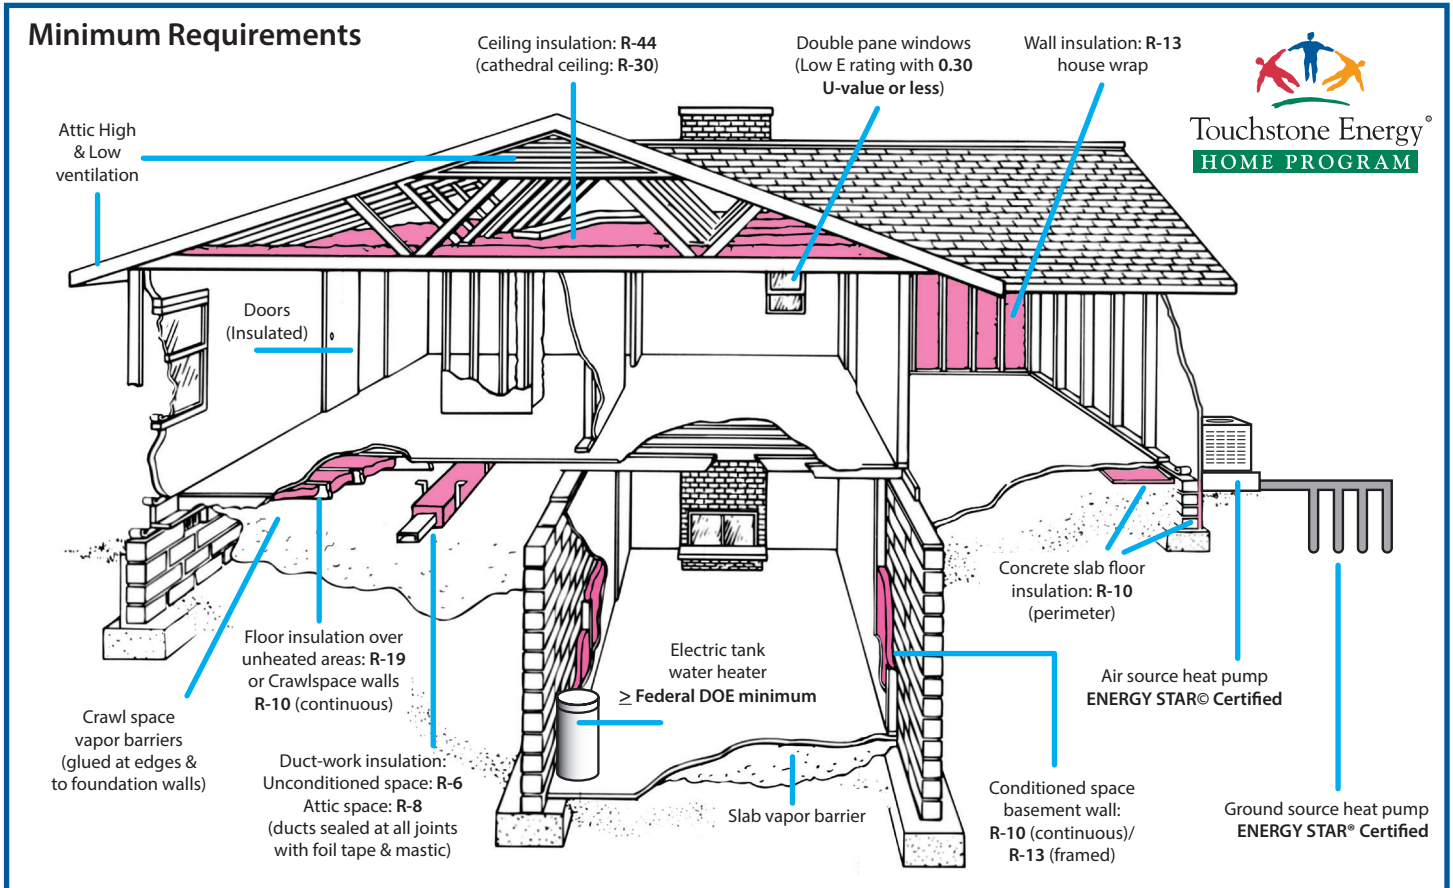 Minimum Requirements
Ceiling insulation: R-44
(cathedral ceiling: R-30)
Double pane windows
(Low E rating with 0.30
U-value or less)
Wall insulation: R-13
house wrap
Touchstone Energy®
HOME PROGRAM
Attic High
& Low
ventilation
Doors
(Insulated)
Concrete slab floor
insulation: R-10
(perimeter)
Floor insulation over
unheated areas: R-19
or Crawlspace walls
R-10 (continuous)
Electric tank
water heater
≥ Federal DOE minimum
Air source heat pump
ENERGY STAR© Certified
Crawl space
vapor barriers
(glued at edges &
to foundation walls)
Duct-work insulation:
Unconditioned space: R-6
Attic space: R-8
(ducts sealed at all joints
with foil tape & mastic)
Slab vapor barrier
Conditioned space
basement wall:
R-10 (continuous)/
R-13 (framed)
Ground source heat pump
ENERGY STAR® Certified